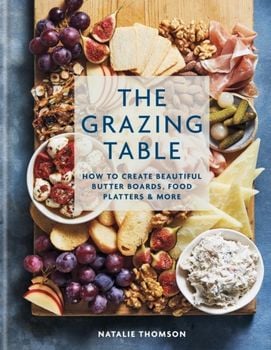 THE
GRAZING
TABLE
HOW TO CREATE BEAUTIFUL
BUTTER BOARDS, FOOD
PLATTERS & MORE
NATALIE THOMSON